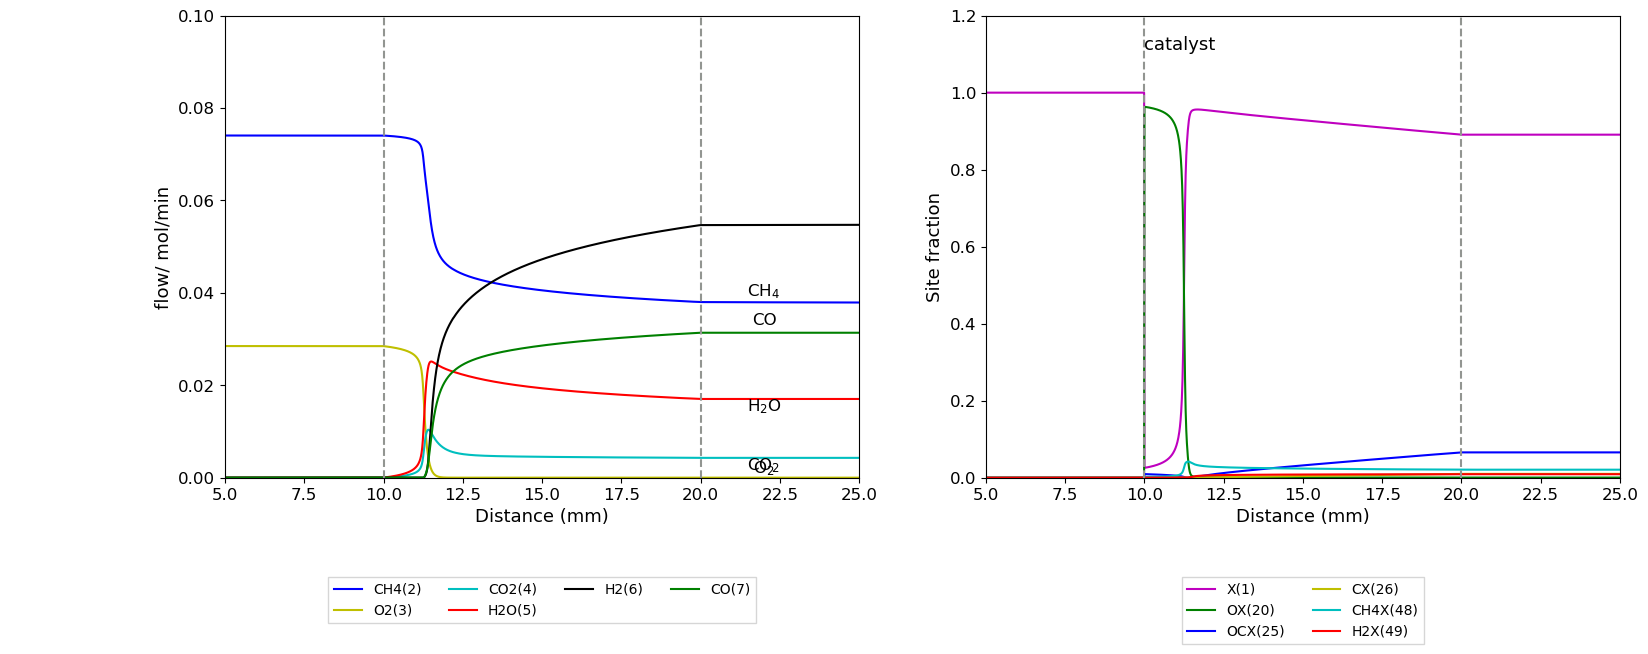 0.10
0.08
0.06
0.04
0.02
0.00
flow/ mol/min
CH4
CO
H2O
CO2
O2
5.0 7.5 10.0 12.5 15.0 17.5 20.0 22.5 25.0
Distance (mm)
CH4(2) CO2(4) H2(6) CO(7)
O2(3) H2O(5)
1.2
1.0
0.8
0.6
0.4
0.2
0.0
Site fraction
catalyst
5.0 7.5 10.0 12.5 15.0 17.5 20.0 22.5 25.0
Distance (mm)
X(1) CX(26)
OX(20) CH4X(48)
OCX(25) H2X(49)